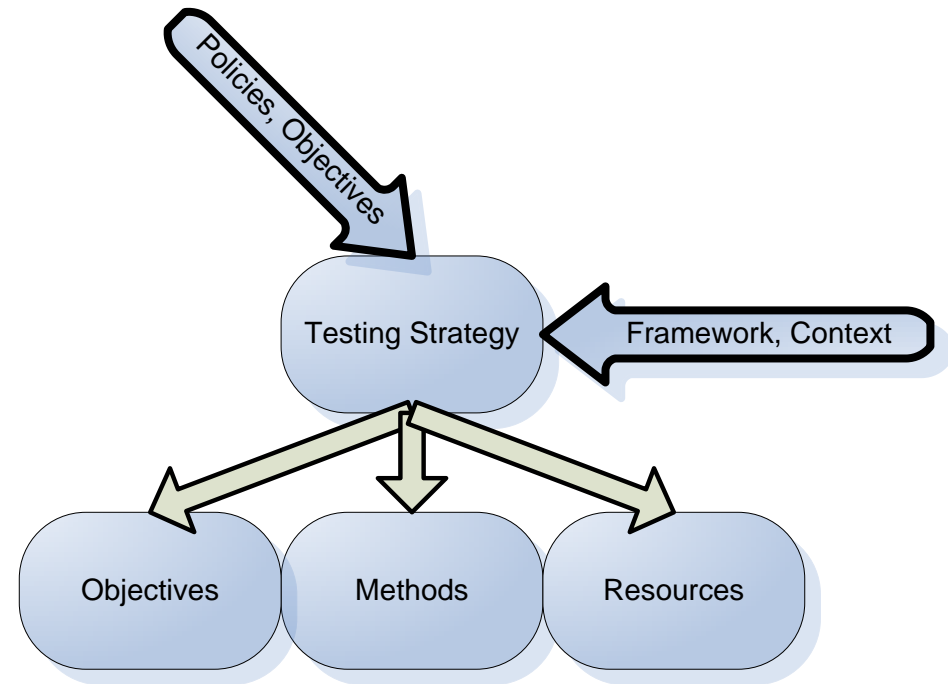 Policies, Objectives
Testing Strategy
Framework, Context
Objectives
Methods
Resources